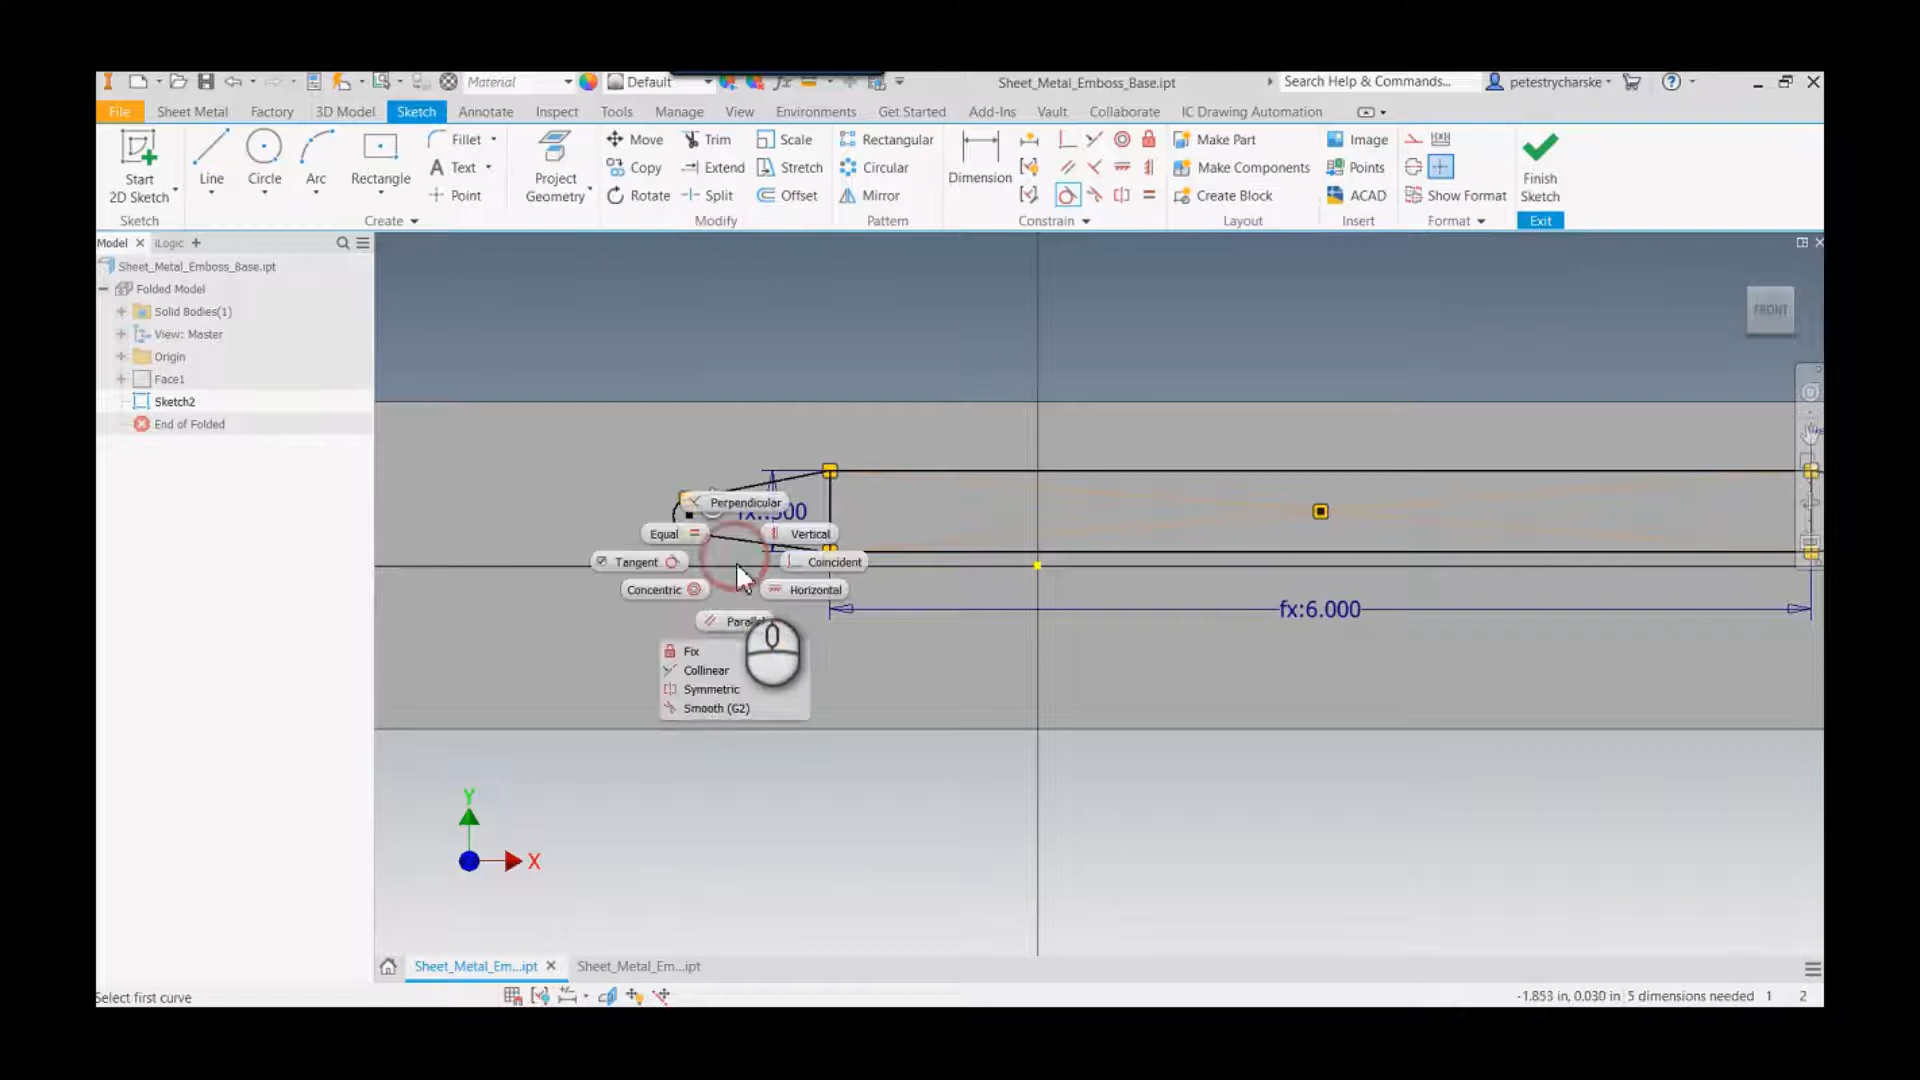 Material
Default
Sheet_Metal_Emboss_Base.ipt
Search Help & Commands...
petestrycharske
File
Sheet Metal
Factory
3D Model
Sketch
Annotate
Inspect
Tools
Manage
View
Environments
Get Started
Add-Ins
Vault
Collaborate
IC Drawing Automation
Start
2D Sketch
Line
Circle
Arc
Rectangle
Fillet
Text
Point
Project
Geometry
Move
Copy
Rotate
Trim
Extend
Split
Scale
Stretch
Offset
Rectangular
Circular
Mirror
Dimension
Make Part
Make Components
Create Block
Image
Points
ACAD
Show Format
Finish
Sketch
Sketch
Create
Modify
Pattern
Constrain
Layout
Insert
Format
Exit
Model
iLogic
Sheet_Metal_Emboss_Base.ipt
Folded Model
Solid Bodies(1)
View: Master
Origin
Face1
Sketch2
End of Folded
FRONT
Perpendicular
Equal
Vertical
Tangent
Coincident
Concentric
Horizontal
Fix
Collinear
Symmetric
Smooth (G2)
fx:6.000
Y
X
Sheet_Metal_Em...ipt
Sheet_Metal_Em...ipt
Select first curve
-1.853 in, 0.030 in 5 dimensions needed 1 2